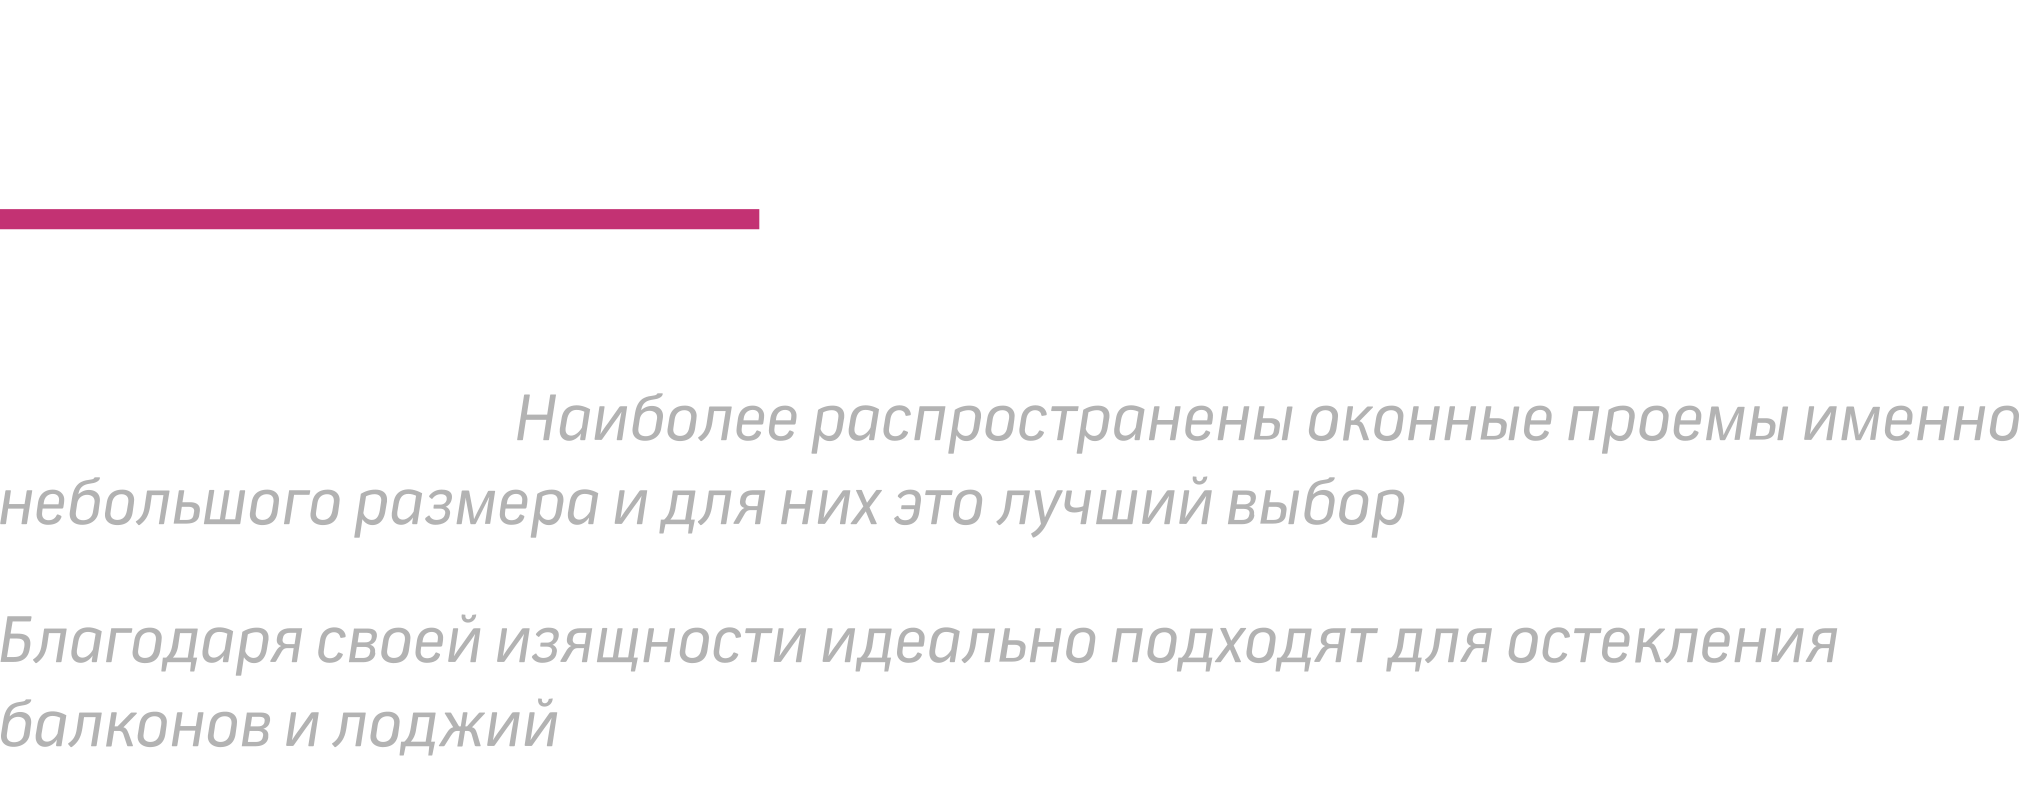 Наиболее распространены оконные проемы именно
небольшого размера и для них это лучший выбор
Благодаря своей изящности идеально подходят для остекления
балконов и лоджий